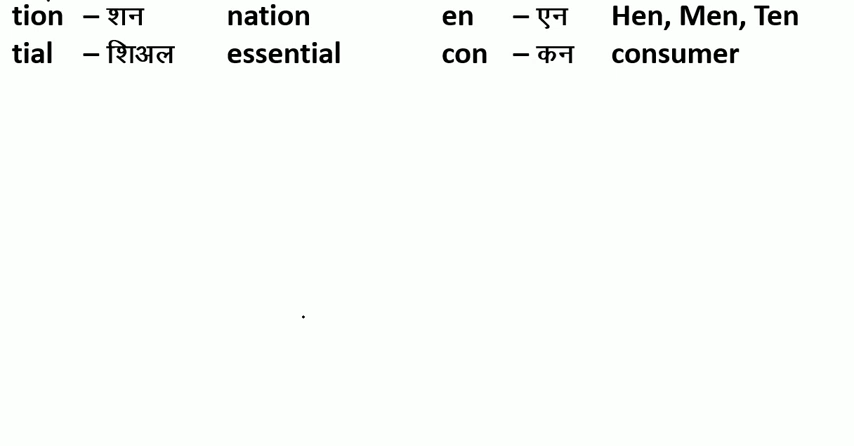 tion – शन nation en – एन Hen, Men, Ten
tial – शिअल essential con – कन consumer